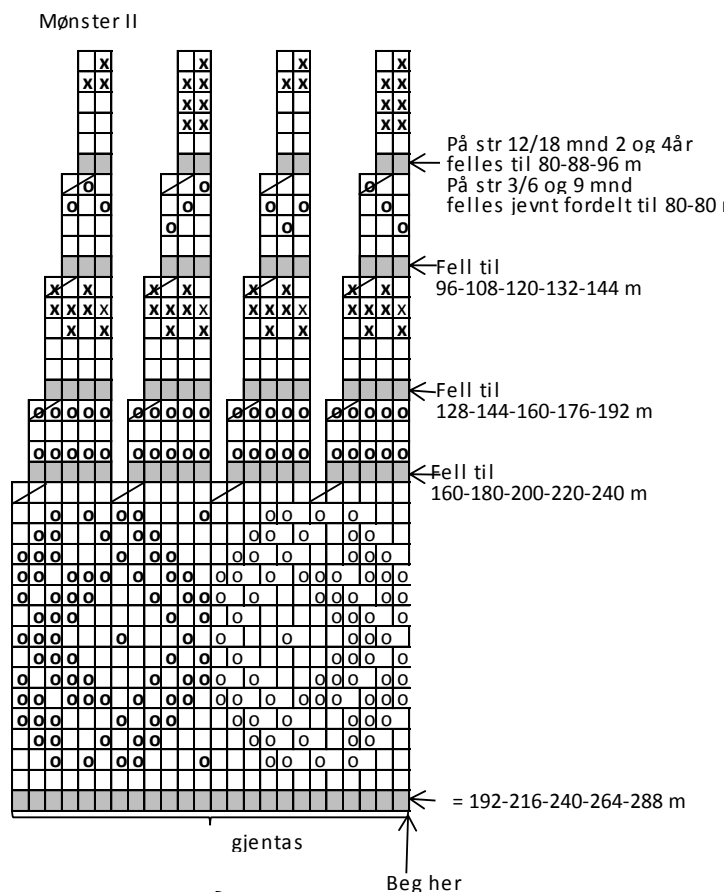 Mønster II
På str 12/18 mnd 2 og 4år
felles til 80-88-96 m
På str 3/6 og 9 mnd
felles jevnt fordelt til 80-80
Fell til
96-108-120-132-144 m
Fell til
128-144-160-176-192 m
Fell til
160-180-200-220-240 m
= 192-216-240-264-288 m
gjentas
Beg her